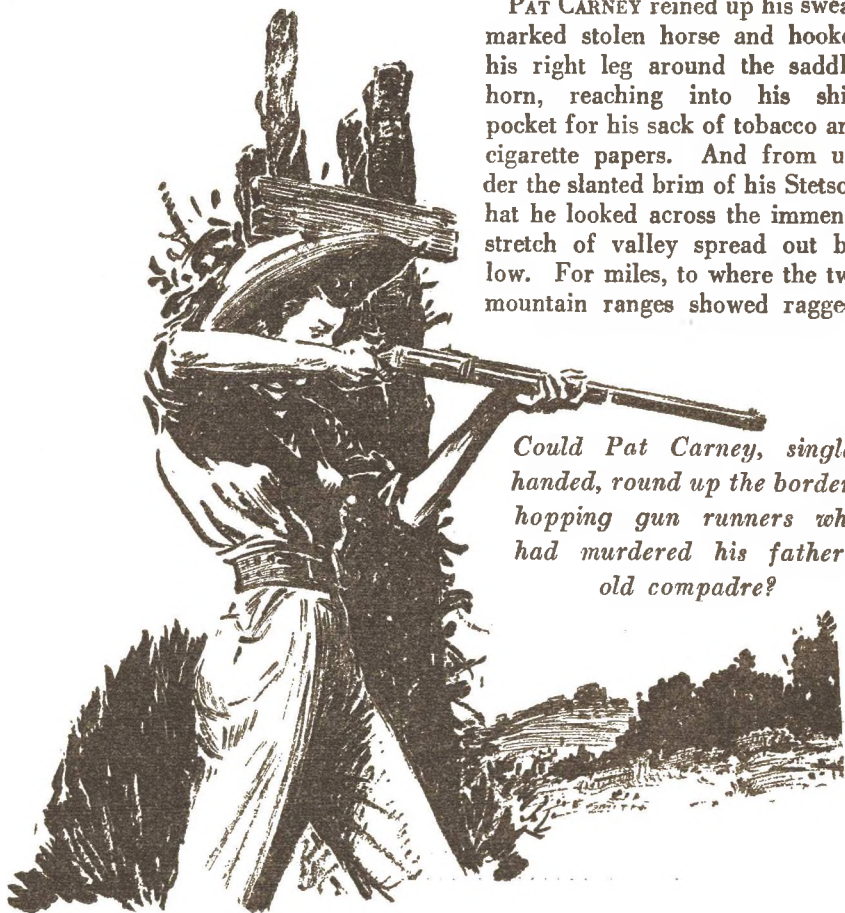 PAT CARNEY reined up his swea
marked stolen horse and hooke
his right leg around the saddl
horn, reaching into his shi
pocket for his sack of tobacco an
cigarette papers. And from u
der the slanted brim of his Stetso
hat he looked across the immen
stretch of valley spread out b
low. For miles, to where the tw
mountain ranges showed ragge
Could Pat Carney, singl
handed, round up the border
hopping gun runners wh
had murdered his father
old compadre?